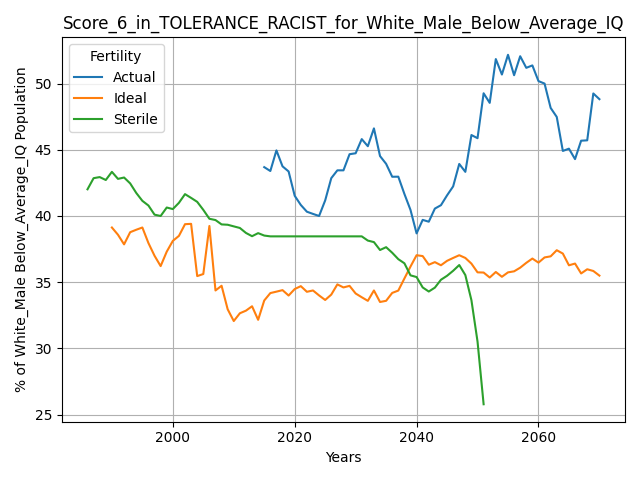 Score_6_in_TOLERANCE_RACIST_for_White_Male_Below_Average_IQ
Fertility
Actual
Ideal
Sterile
% of White_Male Below_Average_IQ Population
50
45
40
35
30
25
2000
2020
2040
2060
Years